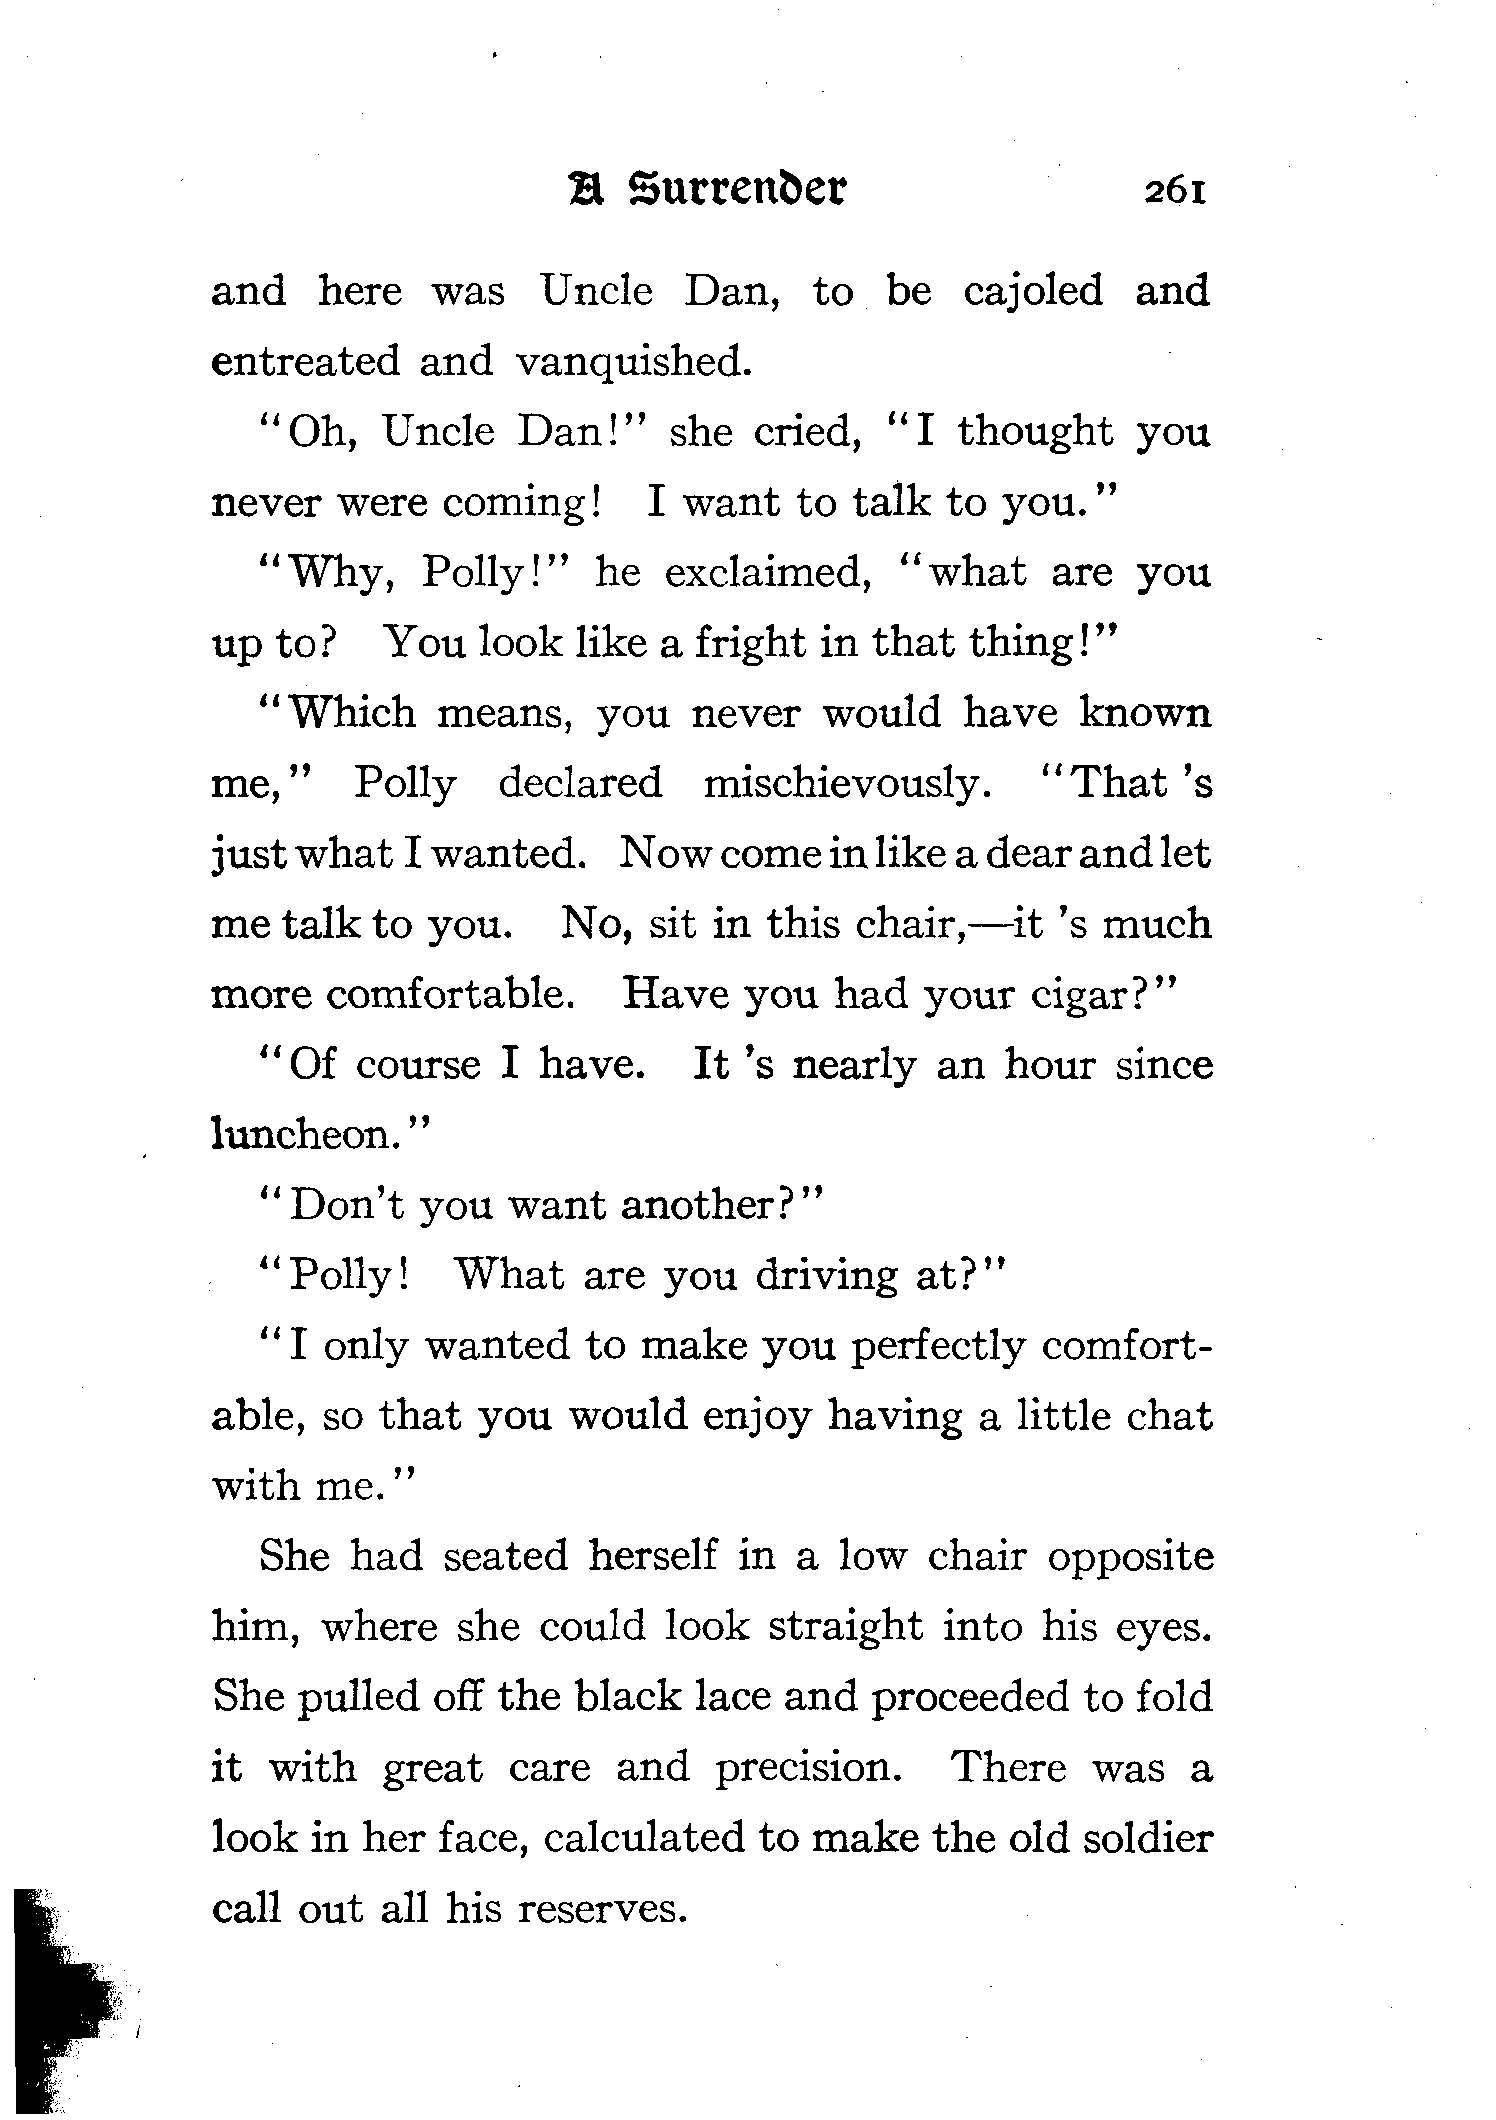 A Surrender 261
and here was Uncle Dan, to be cajoled and
entreated and vanquished.
"Oh, Uncle Dan!" she cried, "I thought you
never were coming! I want to talk to you."
"Why, Polly!" he exclaimed, "what are you
up to? You look like a fright in that thing!"
"Which means, you never would have known
me," Polly declared mischievously. "That 's
just what I wanted. Now come in like a dear and let
me talk to you. No, sit in this chair,—it 's much
more comfortable. Have you had your cigar?"
"Of course I have. It 's nearly an hour since
luncheon."
"Don't you want another?"
"Polly! What are you driving at?"
"I only wanted to make you perfectly comfort-
able, so that you would enjoy having a little chat
with me."
She had seated herself in a low chair opposite
him, where she could look straight into his eyes.
She pulled off the black lace and proceeded to fold
it with great care and precision. There was a
look in her face, calculated to make the old soldier
call out all his reserves.